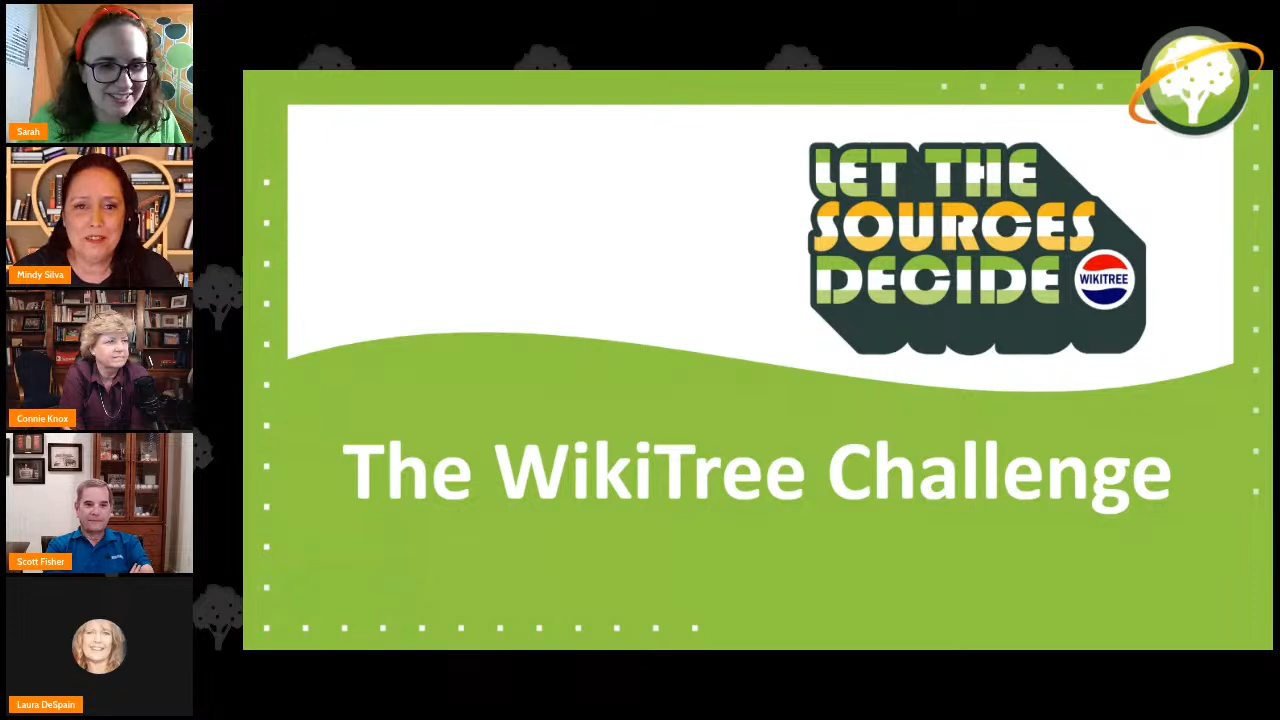 Sarah
Mindy Silva
Connie Knox
Scott Fisher
Laura DeSpain
LET THE
SOURCES
DECIDE
WIKITREE
The WikiTree Challenge